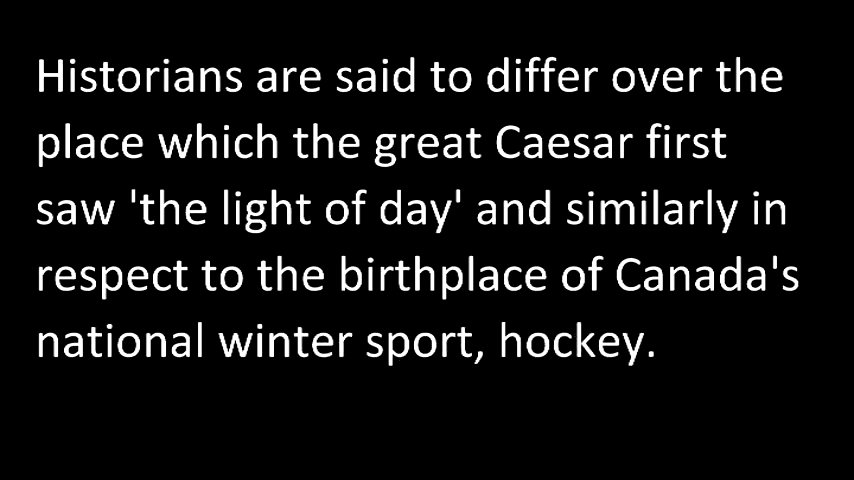 Historians are said to differ over the
place which the great Caesar first
saw 'the light of day' and similarly in
respect to the birthplace of Canada's
national winter sport, hockey.